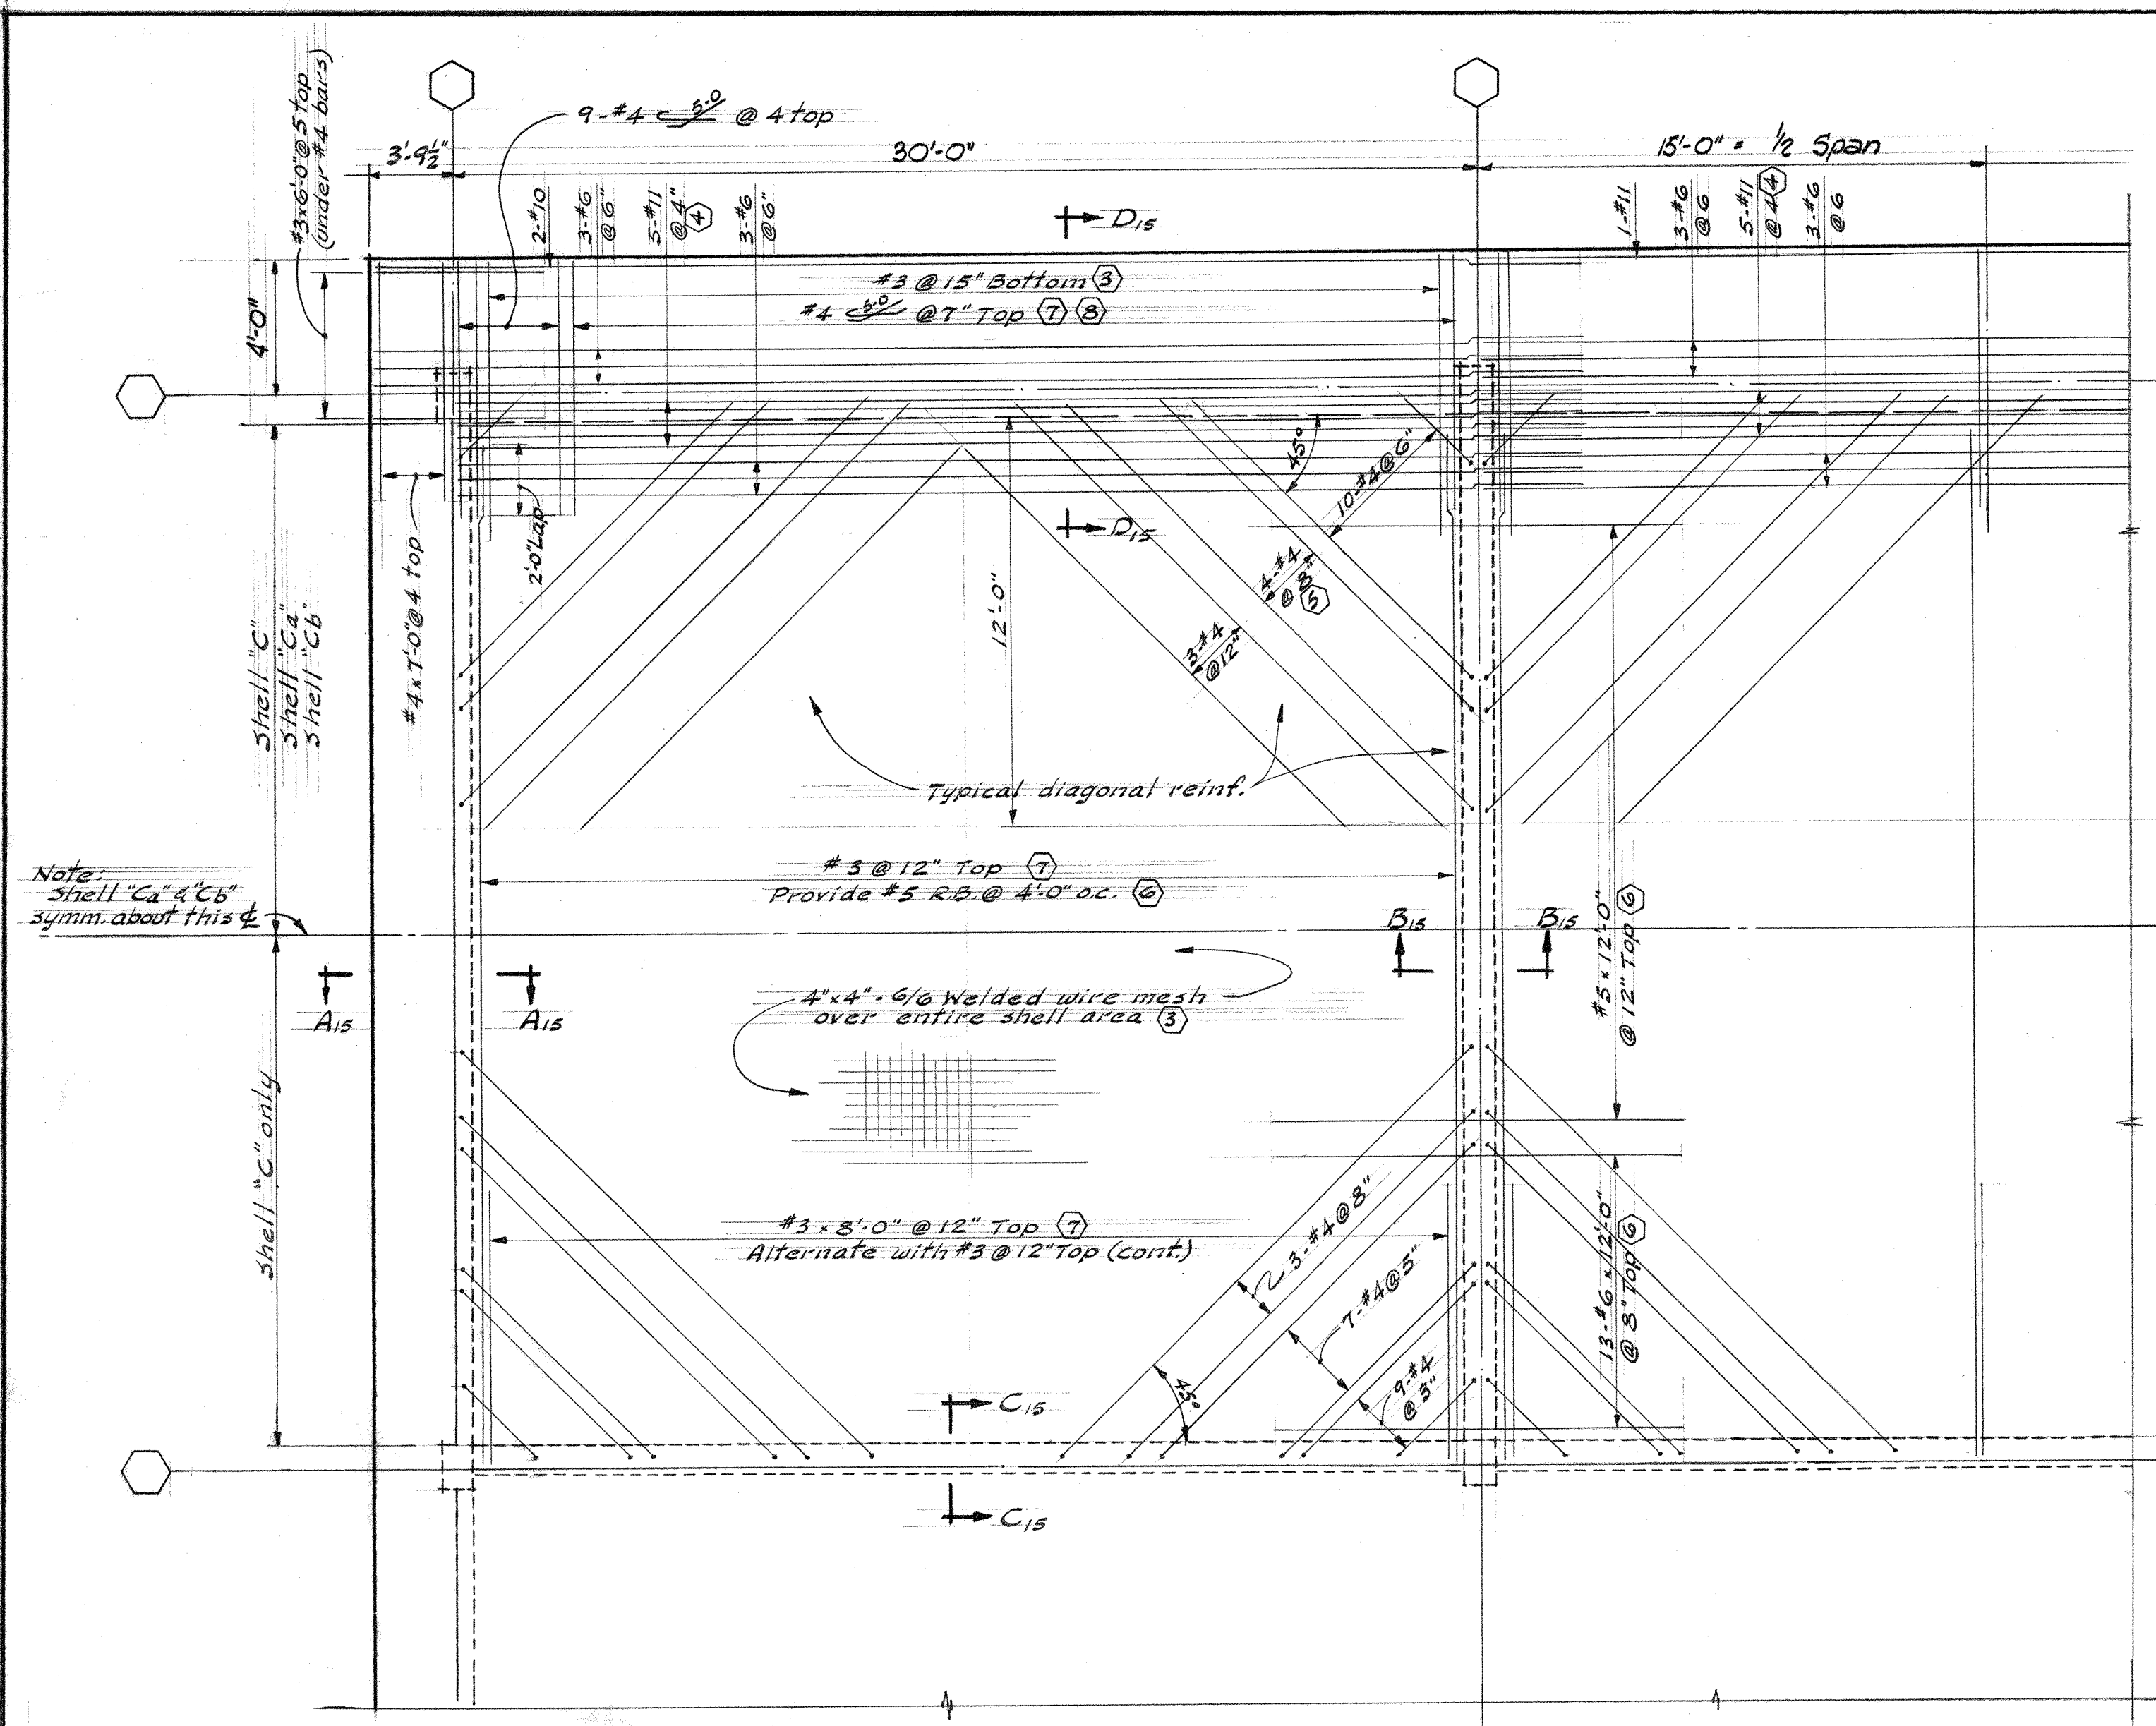 #3x6'-0"@5 top
(under #4 bars)
9-#4 5-0 @ 4 top
3'-9½"
30'-0"
15'-0" = ½ Span
2-#10
3-#6
@ 6"
5-#11
@ 4"
4
3-#6
@ 6"
D15
1-#11
3-#6
@6
5-#11
@ 4
4
3-#6
@ 6
#3 @ 15" Bottom 3
#4 5-0 @ 7" Top 7 8
4'-0"
45°
10-#4@6"
D15
2'-0" Lap
#4 x 7'-0" @ 4 top
4-#4
@ 8"
5
3-#4
@12"
12'-0"
Shell "C"
Shell "Ca"
Shell "Cb"
Typical diagonal reinf.
#3 @ 12" Top 7
Provide #5 R.B. @ 4'-0" o.c. 6
Note:
Shell "Ca" & "Cb"
symm. about this ℄
B15
B15
#5 x 12'-0"
@ 12" Top 6
A15
A15
4"x4" - 6/6 Welded wire mesh
over entire shell area 3
Shell "C" only
#3 x 8'-0" @ 12" Top 7
Alternate with #3 @ 12" Top (cont.)
3-#4@8"
7-#4@5"
9-#4
@ 3"
13-#6 x 12'-0"
@ 8" Top 6
45°
C15
C15